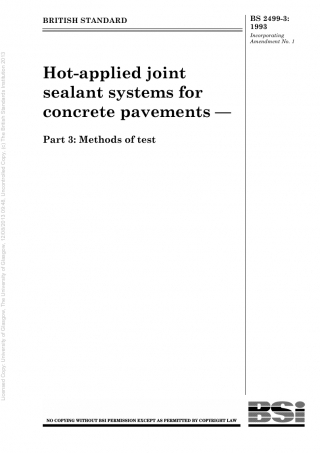 BRITISH STANDARD
BS 2499-3:
1993
Incorporating
Amendment No. 1
Hot-applied joint
sealant systems for
concrete pavements —
Part 3: Methods of test
Licensed Copy: University of Glasgow, The University of Glasgow,
Uncontrolled Copy, (c) The British Standards Institution 2013
NO COPYING WITHOUT BSI PERMISSION EXCEPT AS PERMITTED BY COPYRIGHT LAW
BSi